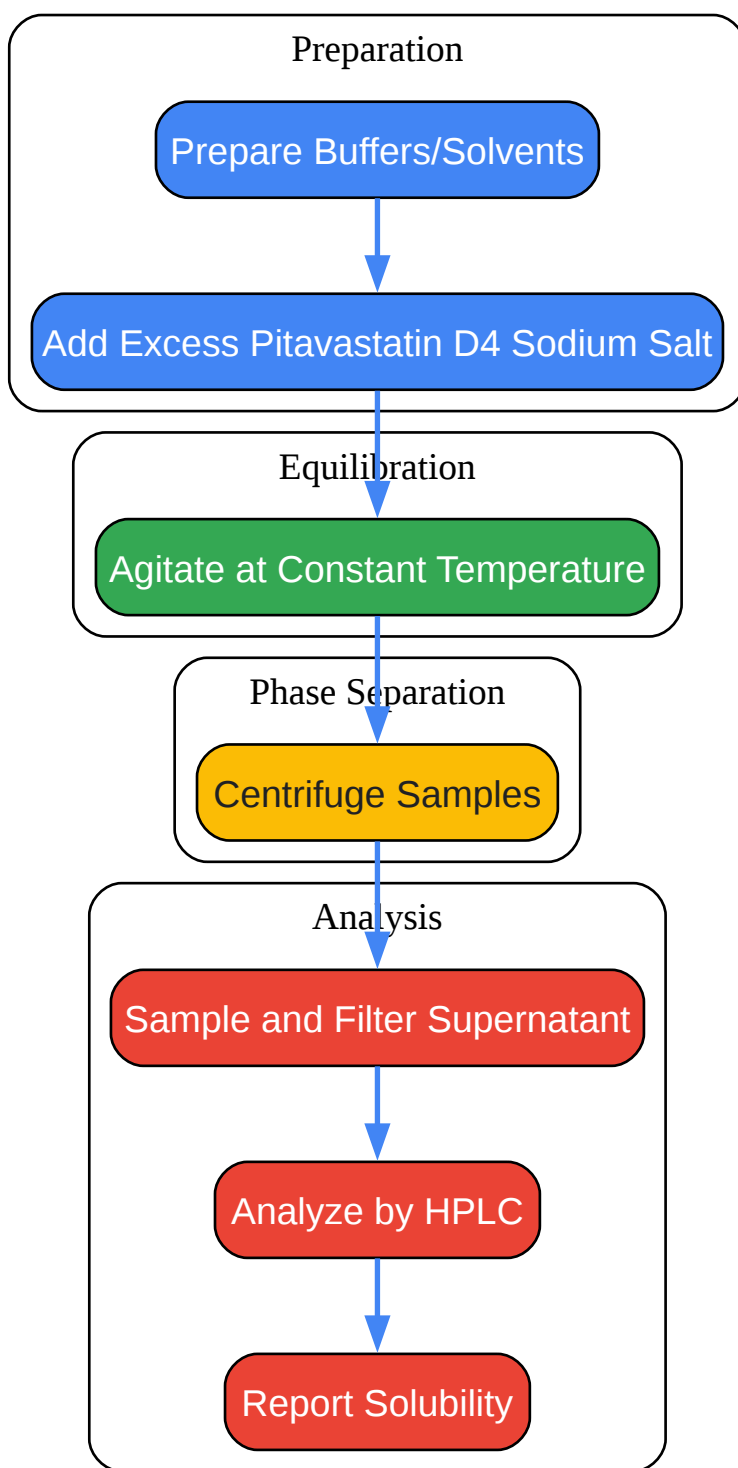 Preparation
Prepare Buffers/Solvents
Add Excess Pitavastatin D4 Sodium Salt
Equilibration
Agitate at Constant Temperature
Phase Separation
Centrifuge Samples
Analysis
Sample and Filter Supernatant
Analyze by HPLC
Report Solubility